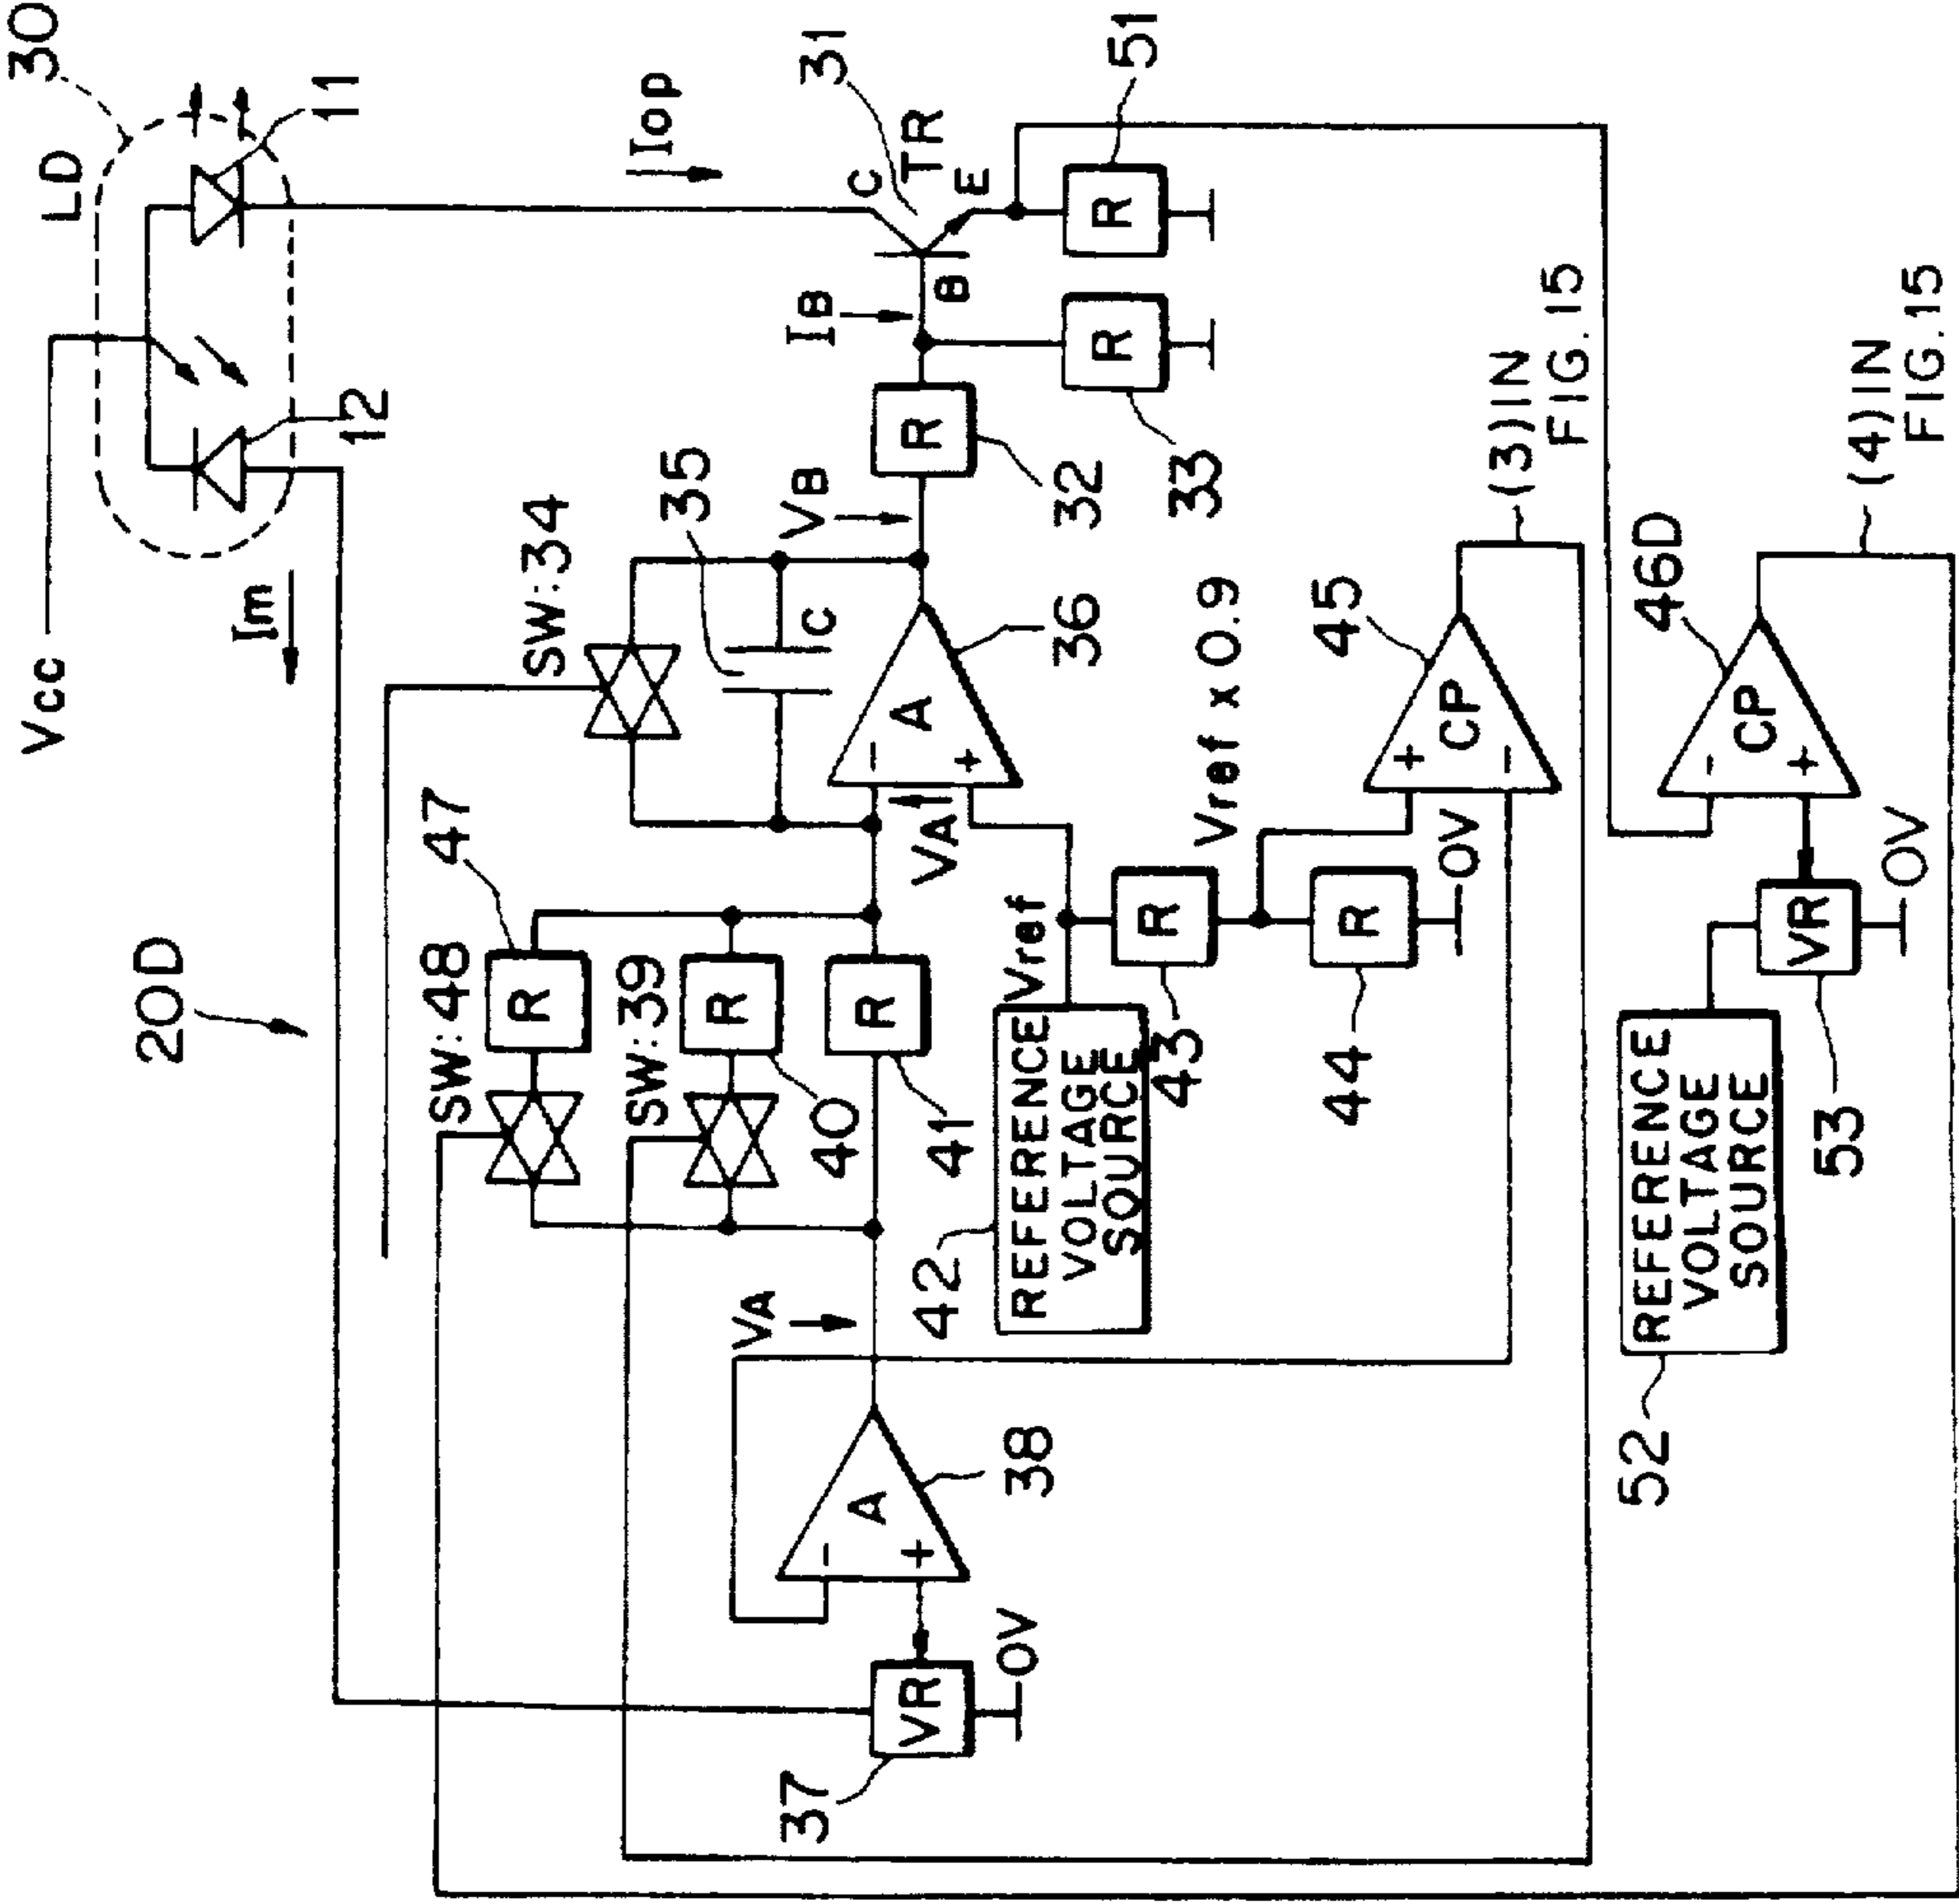 20D
Vcc
LD
30
11
12
Im
Iop
SW:48
47
SW:34
SW:39
35
C
R
R
40
R
41
VA
A
-
+
38
VR
37
0V
VA
A
-
+
36
VB
R
32
IB
B
C
TR
31
E
R
33
R
51
42
REFERENCE
VOLTAGE
SOURCE
Vref
R
43
Vref x 0.9
R
44
0V
CP
+
-
45
(3)IN
FIG.15
52
REFERENCE
VOLTAGE
SOURCE
VR
53
0V
CP
-
+
46D
(4)IN
FIG.15